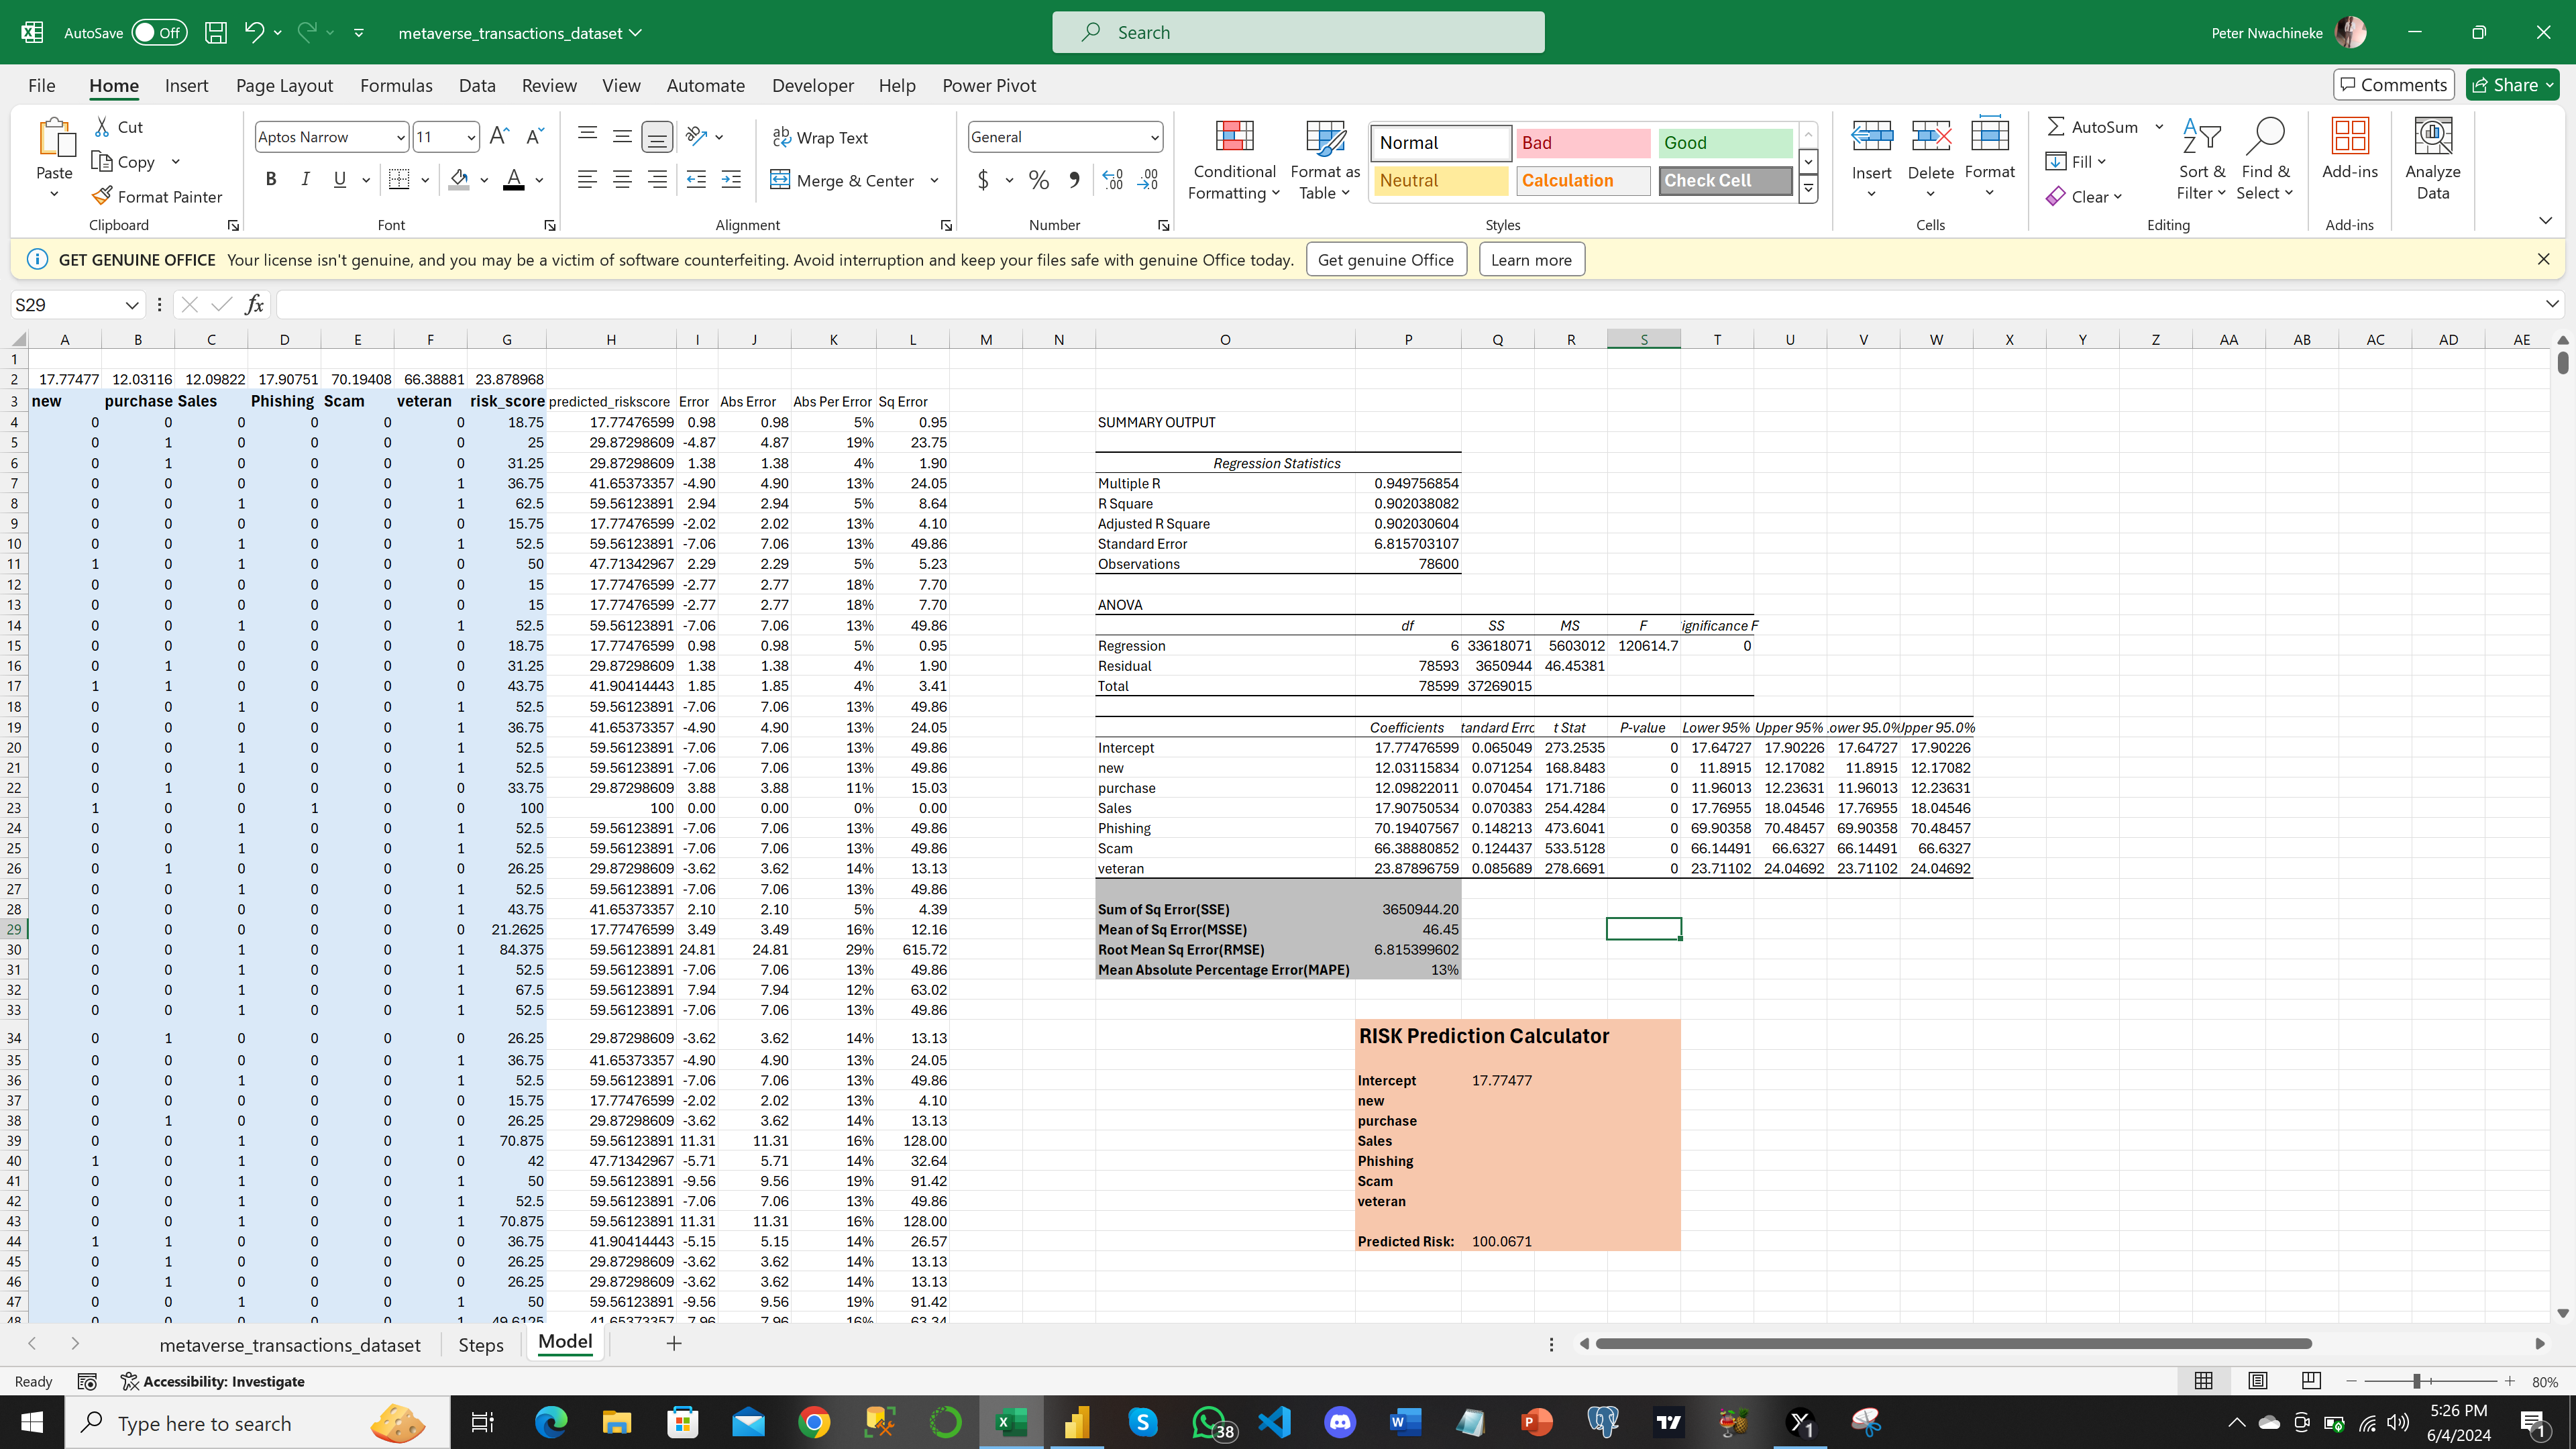 AutoSave Off metaverse_transactions_dataset Search Peter Nwachineke
File Home Insert Page Layout Formulas Data Review View Automate Developer Help Power Pivot Comments Share
Paste Cut Copy Format Painter Clipboard
Aptos Narrow 11 B I U A Font
ab Wrap Text Merge & Center Alignment
General $ % Number
Conditional Formatting Format as Table
Normal Bad Good
Neutral Calculation Check Cell
Styles
Insert Delete Format Cells
AutoSum Fill Clear Sort & Filter Find & Select Editing
Add-ins Add-ins
Analyze Data
GET GENUINE OFFICE Your license isn't genuine, and you may be a victim of software counterfeiting. Avoid interruption and keep your files safe with genuine Office today. Get genuine Office Learn more
S29 fx
A B C D E F G H I J K L M N O P Q R S T U V W X Y Z AA AB AC AD AE
1
2 17.77477 12.03116 12.09822 17.90751 70.19408 66.38881 23.878968
3 new purchase Sales Phishing Scam veteran risk_score predicted_riskscore Error Abs Error Abs Per Error Sq Error
4 0 0 0 0 0 0 18.75 17.77476599 0.98 0.98 5% 0.95 SUMMARY OUTPUT
5 0 1 0 0 0 0 25 29.87298609 -4.87 4.87 19% 23.75
6 0 1 0 0 0 0 31.25 29.87298609 1.38 1.38 4% 1.90 Regression Statistics
7 0 0 0 0 0 1 36.75 41.65373357 -4.90 4.90 13% 24.05 Multiple R 0.949756854
8 0 0 1 0 0 1 62.5 59.56123891 2.94 2.94 5% 8.64 R Square 0.902038082
9 0 0 0 0 0 0 15.75 17.77476599 -2.02 2.02 13% 4.10 Adjusted R Square 0.902030604
10 0 0 1 0 0 1 52.5 59.56123891 -7.06 7.06 13% 49.86 Standard Error 6.815703107
11 1 0 1 0 0 0 50 47.71342967 2.29 2.29 5% 5.23 Observations 78600
12 0 0 0 0 0 0 15 17.77476599 -2.77 2.77 18% 7.70
13 0 0 0 0 0 0 15 17.77476599 -2.77 2.77 18% 7.70 ANOVA
14 0 0 1 0 0 1 52.5 59.56123891 -7.06 7.06 13% 49.86 df SS MS F ignificance F
15 0 0 0 0 0 0 18.75 17.77476599 0.98 0.98 5% 0.95 Regression 6 33618071 5603012 120614.7 0
16 0 1 0 0 0 0 31.25 29.87298609 1.38 1.38 4% 1.90 Residual 78593 3650944 46.45381
17 1 1 0 0 0 0 43.75 41.90414443 1.85 1.85 4% 3.41 Total 78599 37269015
18 0 0 1 0 0 1 52.5 59.56123891 -7.06 7.06 13% 49.86
19 0 0 0 0 0 1 36.75 41.65373357 -4.90 4.90 13% 24.05 Coefficients tandard Erro t Stat P-value Lower 95% Upper 95% ower 95.0% Upper 95.0%
20 0 0 1 0 0 1 52.5 59.56123891 -7.06 7.06 13% 49.86 Intercept 17.77476599 0.065049 273.2535 0 17.64727 17.90226 17.64727 17.90226
21 0 0 1 0 0 1 52.5 59.56123891 -7.06 7.06 13% 49.86 new 12.03115834 0.071254 168.8483 0 11.8915 12.17082 11.8915 12.17082
22 0 1 0 0 0 0 33.75 29.87298609 3.88 3.88 11% 15.03 purchase 12.09822011 0.070454 171.7186 0 11.96013 12.23631 11.96013 12.23631
23 1 0 0 1 0 0 100 100 0.00 0.00 0% 0.00 Sales 17.90750534 0.070383 254.4284 0 17.76955 18.04546 17.76955 18.04546
24 0 0 1 0 0 1 52.5 59.56123891 -7.06 7.06 13% 49.86 Phishing 70.19407567 0.148213 473.6041 0 69.90358 70.48457 69.90358 70.48457
25 0 0 1 0 0 1 52.5 59.56123891 -7.06 7.06 13% 49.86 Scam 66.38880852 0.124437 533.5128 0 66.14491 66.6327 66.14491 66.6327
26 0 1 0 0 0 0 26.25 29.87298609 -3.62 3.62 14% 13.13 veteran 23.87896759 0.085689 278.6691 0 23.71102 24.04692 23.71102 24.04692
27 0 0 1 0 0 1 52.5 59.56123891 -7.06 7.06 13% 49.86
28 0 0 0 0 0 1 43.75 41.65373357 2.10 2.10 5% 4.39 Sum of Sq Error(SSE) 3650944.20
29 0 0 0 0 0 0 21.2625 17.77476599 3.49 3.49 16% 12.16 Mean of Sq Error(MSSE) 46.45
30 0 0 1 0 0 1 84.375 59.56123891 24.81 24.81 29% 615.72 Root Mean Sq Error(RMSE) 6.815399602
31 0 0 1 0 0 1 52.5 59.56123891 -7.06 7.06 13% 49.86 Mean Absolute Percentage Error(MAPE) 13%
32 0 0 1 0 0 1 67.5 59.56123891 7.94 7.94 12% 63.02
33 0 0 1 0 0 1 52.5 59.56123891 -7.06 7.06 13% 49.86
34 0 1 0 0 0 0 26.25 29.87298609 -3.62 3.62 14% 13.13 RISK Prediction Calculator
35 0 0 0 0 0 1 36.75 41.65373357 -4.90 4.90 13% 24.05
36 0 0 1 0 0 1 52.5 59.56123891 -7.06 7.06 13% 49.86 Intercept 17.77477
37 0 0 0 0 0 0 15.75 17.77476599 -2.02 2.02 13% 4.10 new
38 0 1 0 0 0 0 26.25 29.87298609 -3.62 3.62 14% 13.13 purchase
39 0 0 1 0 0 1 70.875 59.56123891 11.31 11.31 16% 128.00 Sales
40 1 0 1 0 0 0 42 47.71342967 -5.71 5.71 14% 32.64 Phishing
41 0 0 1 0 0 1 50 59.56123891 -9.56 9.56 19% 91.42 Scam
42 0 0 1 0 0 1 52.5 59.56123891 -7.06 7.06 13% 49.86 veteran
43 0 0 1 0 0 1 70.875 59.56123891 11.31 11.31 16% 128.00
44 1 1 0 0 0 0 36.75 41.90414443 -5.15 5.15 14% 26.57 Predicted Risk: 100.0671
45 0 1 0 0 0 0 26.25 29.87298609 -3.62 3.62 14% 13.13
46 0 1 0 0 0 0 26.25 29.87298609 -3.62 3.62 14% 13.13
47 0 0 1 0 0 1 50 59.56123891 -9.56 9.56 19% 91.42
48 0 0 0 0 0 1 49.6125 41.65373357 7.96 7.96 16% 63.34
metaverse_transactions_dataset Steps Model
Ready Accessibility: Investigate 80%
Type here to search 38 1 5:26 PM
6/4/2024 1